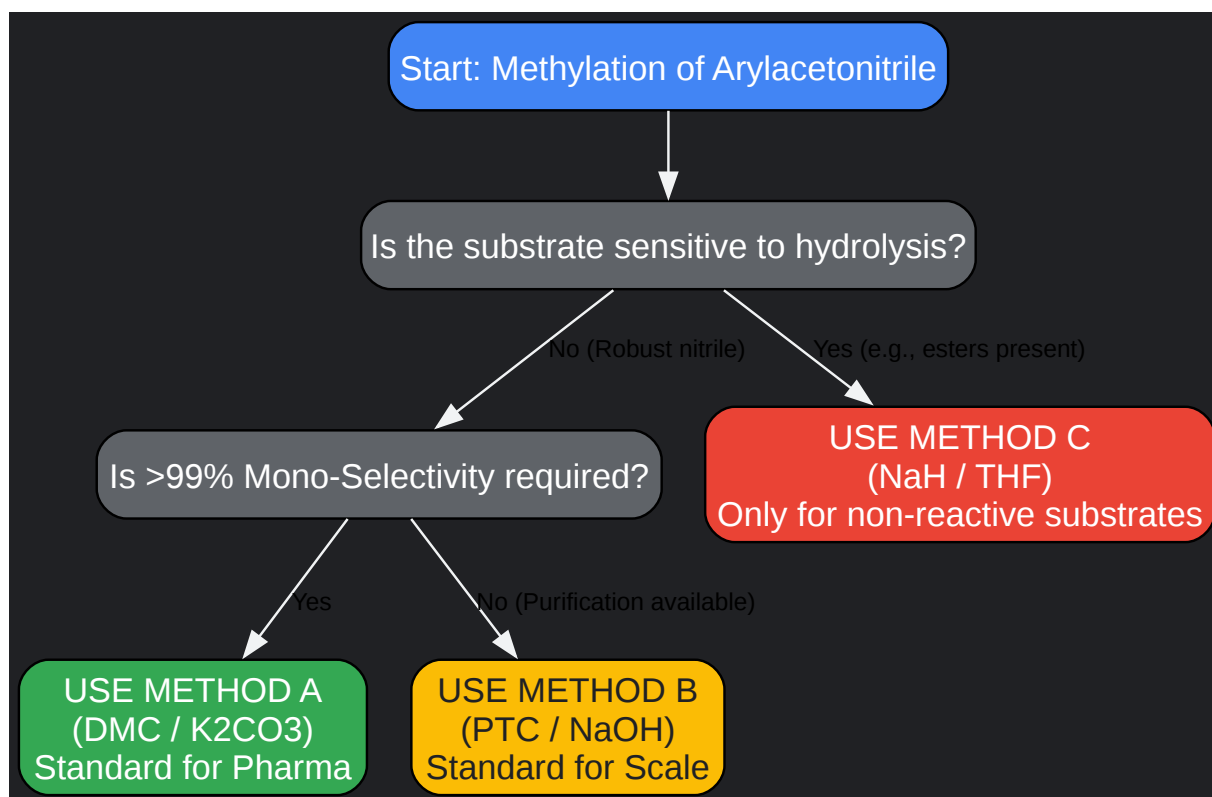 Start: Methylation of Arylacetonitrile
Is the substrate sensitive to hydrolysis?
No (Robust nitrile)
Yes (e.g., esters present)
USE METHOD C
(NaH / THF)
Only for non-reactive substrates
Is >99% Mono-Selectivity required?
Yes
No (Purification available)
USE METHOD A
(DMC / K2CO3)
Standard for Pharma
USE METHOD B
(PTC / NaOH)
Standard for Scale